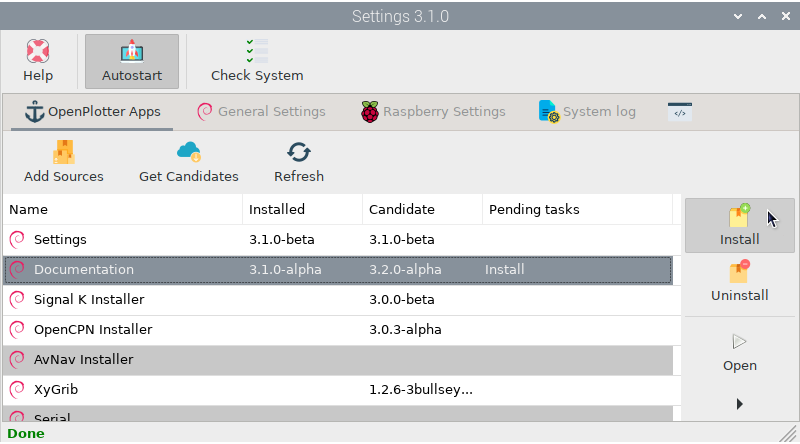 Settings 3.1.0
Help Autostart Check System
OpenPlotter Apps General Settings Raspberry Settings System log </>
Add Sources Get Candidates Refresh
Name Installed Candidate Pending tasks
Settings 3.1.0-beta 3.1.0-beta
Documentation 3.1.0-alpha 3.2.0-alpha Install
Signal K Installer 3.0.0-beta
OpenCPN Installer 3.0.3-alpha
AvNav Installer
XyGrib 1.2.6-3bullsey...
Serial
Install
Uninstall
Open
Done